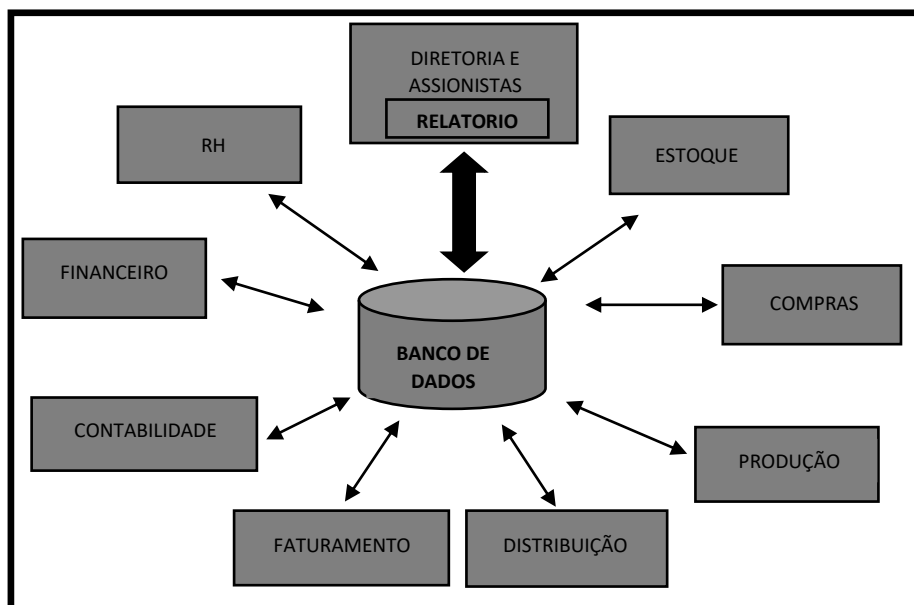 DIRETORIA E
ASSIONISTAS
RELATORIO
RH
ESTOQUE
FINANCEIRO
COMPRAS
BANCO DE
DADOS
CONTABILIDADE
PRODUÇÃO
FATURAMENTO
DISTRIBUIÇÃO